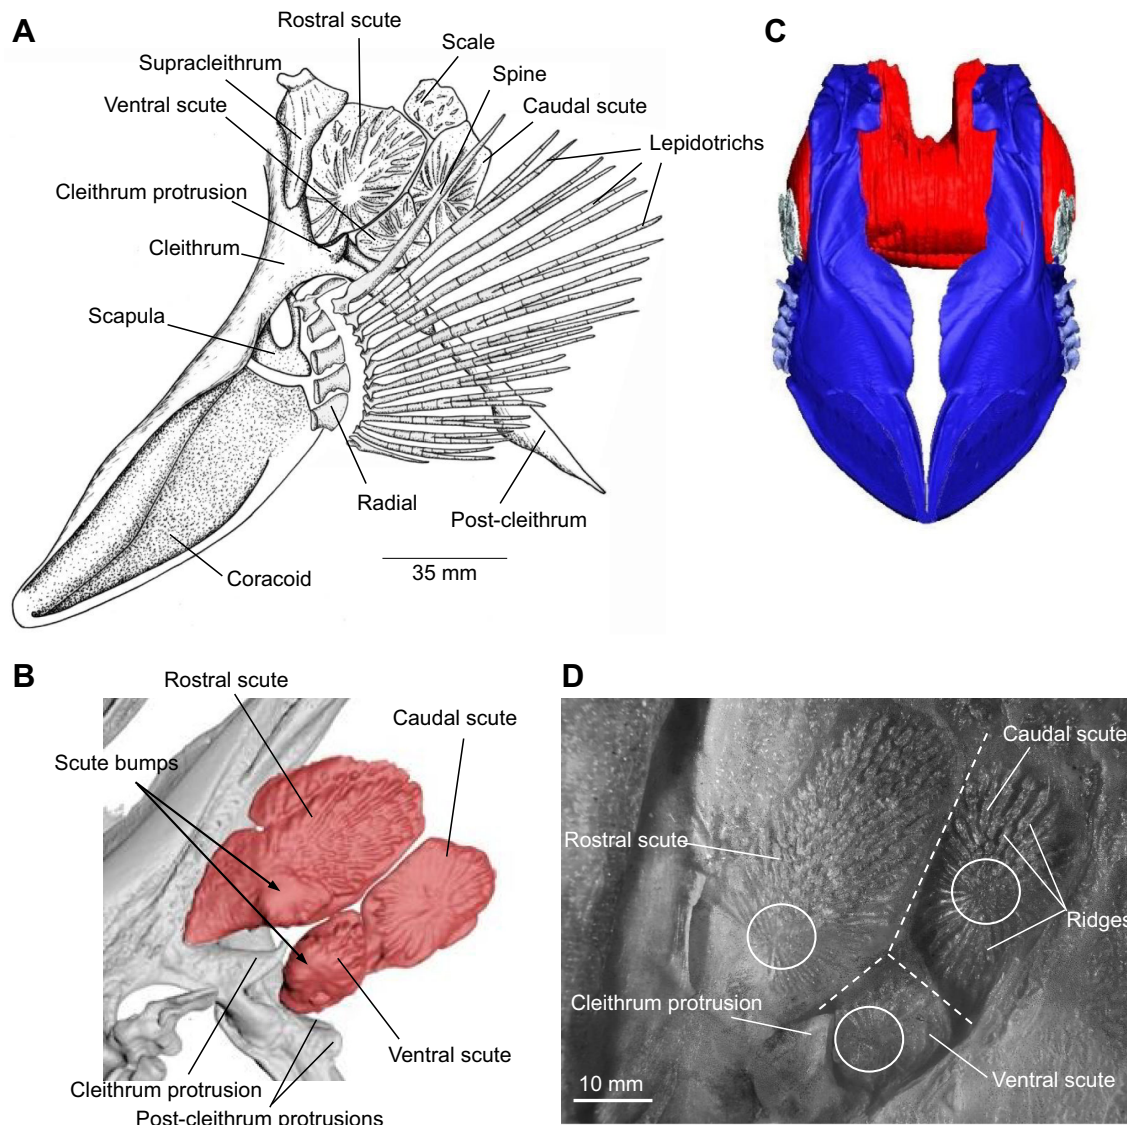 A
Rostral scute
Scale
Supracleithrum
Spine
Ventral scute
Caudal scute
Lepidotrichs
Cleithrum protrusion
Cleithrum
Scapula
Radial
Post-cleithrum
35 mm
Coracoid
C
B
Rostral scute
Caudal scute
Scute bumps
Ventral scute
Cleithrum protrusion
Post-cleithrum protrusions
D
Caudal scute
Rostral scute
Ridges
Cleithrum protrusion
Ventral scute
10 mm